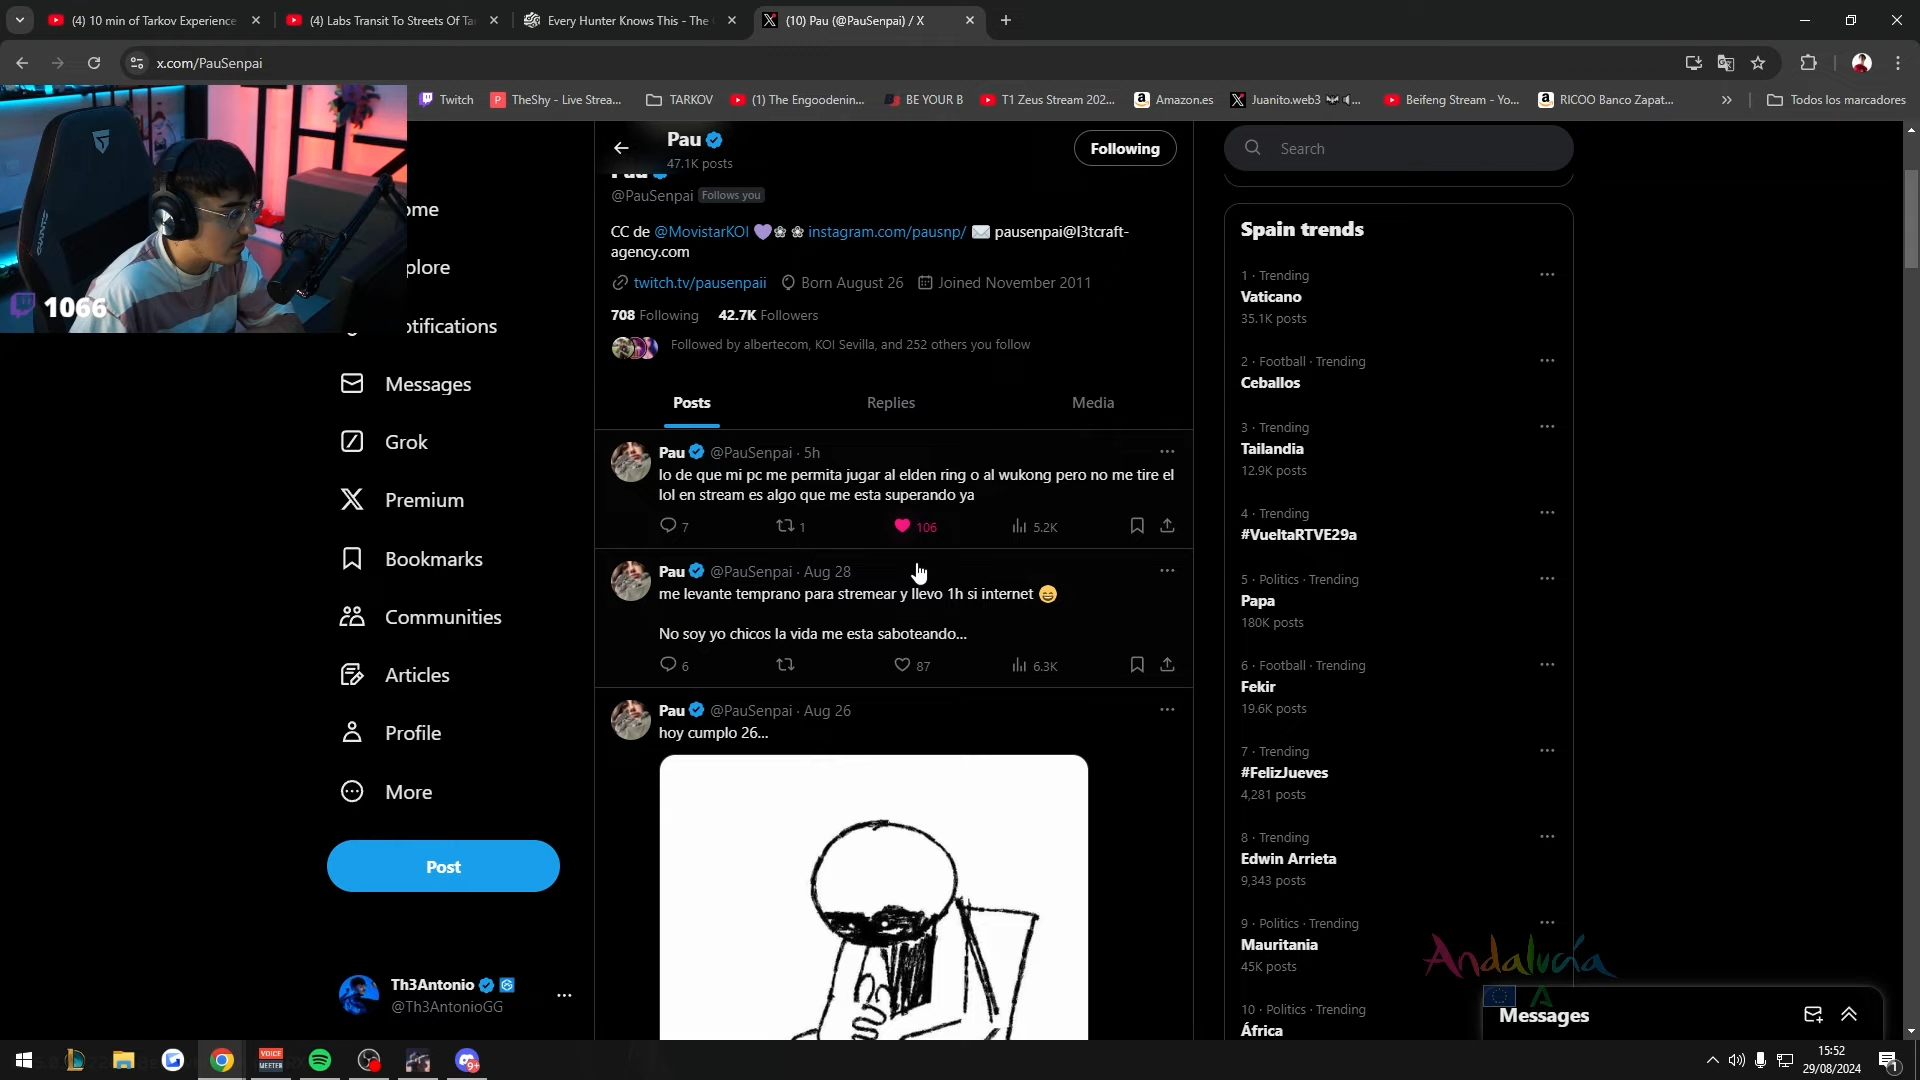 (4) 10 min of Tarkov Experience
(4) Labs Transit To Streets Of Ta
Every Hunter Knows This - The
(10) Pau (@PauSenpai) / X
x.com/PauSenpai
Twitch
TheShy - Live Strea...
TARKOV
(1) The Engoodenin...
BE YOUR B
T1 Zeus Stream 202...
Amazon.es
Juanito.web3
Beifeng Stream - Yo...
RICOO Banco Zapat...
Todos los marcadores
1066
ome
plore
otifications
Messages
Grok
Premium
Bookmarks
Communities
Articles
Profile
More
Post
Th3Antonio
@Th3AntonioGG
Pau
47.1K posts
Following
@PauSenpai Follows you
CC de @MovistarKOI 💜❀ ❀ instagram.com/pausnp/ ✉️ pausenpai@l3tcraft-
agency.com
twitch.tv/pausenpaii Born August 26 Joined November 2011
708 Following 42.7K Followers
Followed by albertecom, KOI Sevilla, and 252 others you follow
Posts Replies Media
Pau @PauSenpai · 5h
lo de que mi pc me permita jugar al elden ring o al wukong pero no me tire el
lol en stream es algo que me esta superando ya
7 1 106 5.2K
Pau @PauSenpai · Aug 28
me levante temprano para stremear y llevo 1h si internet 😄
No soy yo chicos la vida me esta saboteando...
6 87 6.3K
Pau @PauSenpai · Aug 26
hoy cumplo 26...
Search
Spain trends
1 · Trending
Vaticano
35.1K posts
2 · Football · Trending
Ceballos
3 · Trending
Tailandia
12.9K posts
4 · Trending
#VueltaRTVE29a
5 · Politics · Trending
Papa
180K posts
6 · Football · Trending
Fekir
19.6K posts
7 · Trending
#FelizJueves
4,281 posts
8 · Trending
Edwin Arrieta
9,343 posts
9 · Politics · Trending
Mauritania
45K posts
10 · Politics · Trending
África
Andalucía
Messages
VOICE
MEETER
9+
15:52
29/08/2024
1